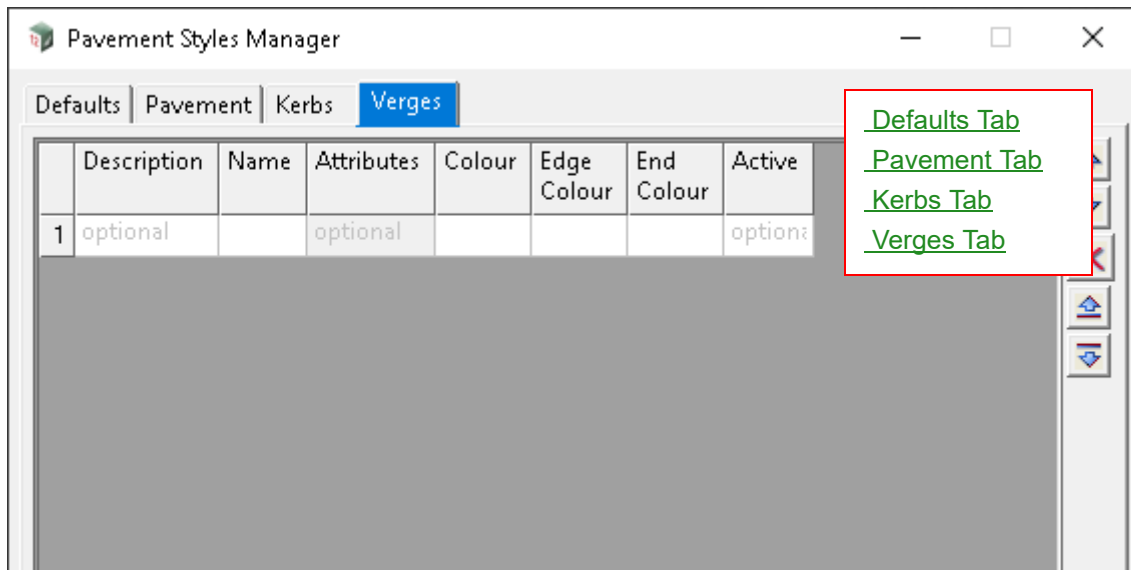 Pavement Styles Manager
Defaults Pavement Kerbs Verges
Description Name Attributes Colour Edge Colour End Colour Active
1 optional optional optiona
Defaults Tab
Pavement Tab
Kerbs Tab
Verges Tab